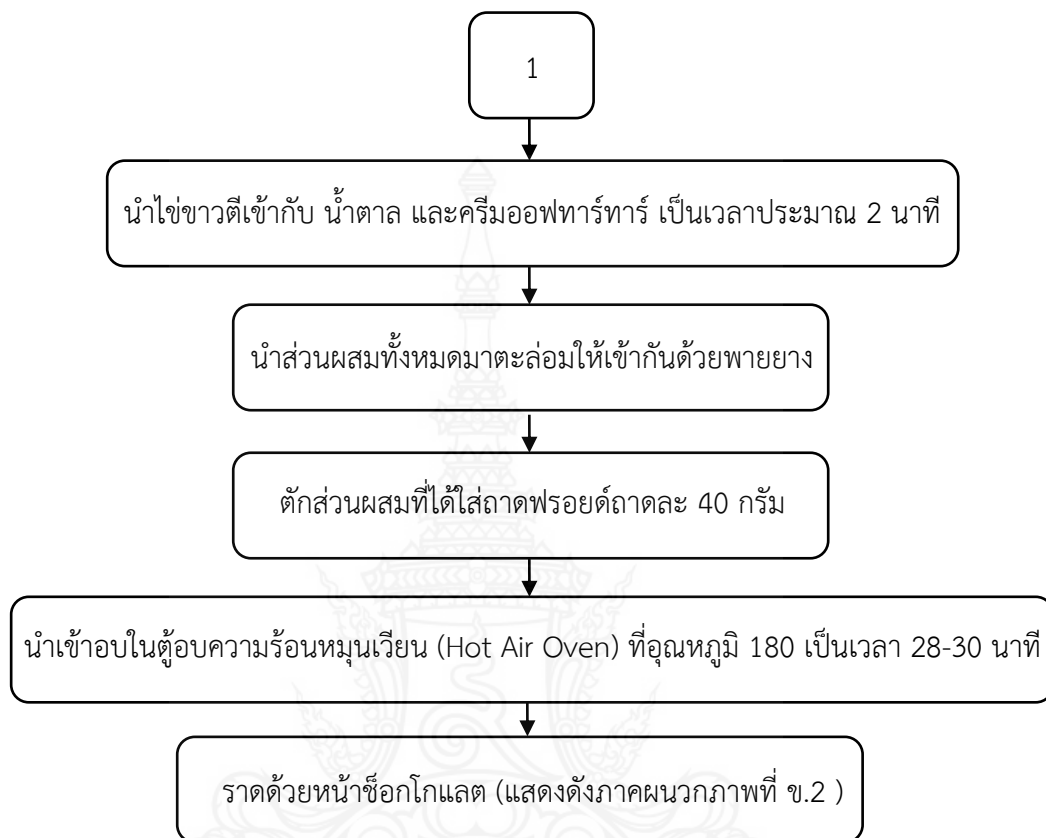 1
นำไข่ขาวตีเข้ากับ น้ำตาล และครีมออฟทาร์ทาร์ เป็นเวลาประมาณ 2 นาที
นำส่วนผสมทั้งหมดมาตะล่อมให้เข้ากันด้วยพายยาง
ตักส่วนผสมที่ได้ใส่ถาดฟรอยด์ถาดละ 40 กรัม
นำเข้าอบในตู้อบความร้อนหมุนเวียน (Hot Air Oven) ที่อุณหภูมิ 180 เป็นเวลา 28-30 นาที
ราดด้วยหน้าช็อกโกแลต (แสดงดังภาคผนวกภาพที่ ข.2 )